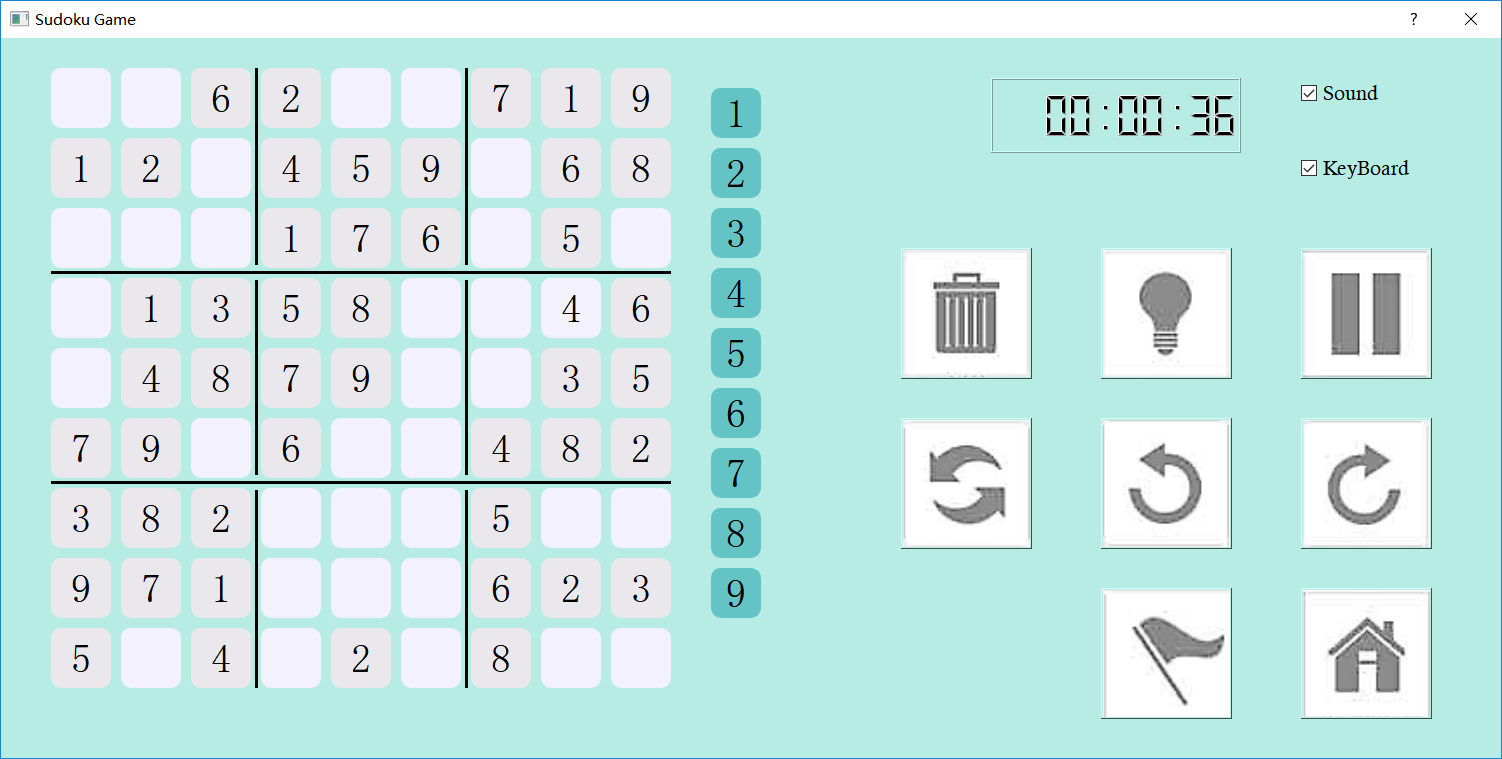 Sudoku Game
?
00:00:36
Sound
KeyBoard
6 2 7 1 9
1 2 4 5 9 6 8
1 7 6 5
1 3 5 8 4 6
4 8 7 9 3 5
7 9 6 4 8 2
3 8 2 5
9 7 1 6 2 3
5 4 2 8
1
2
3
4
5
6
7
8
9